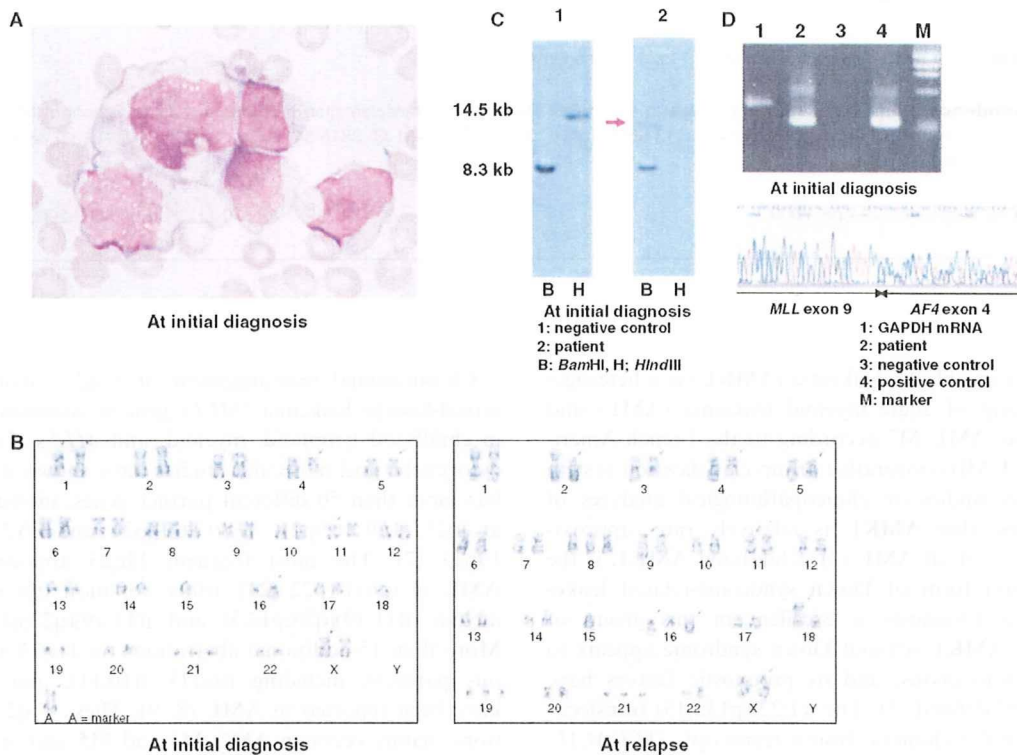 A
At initial diagnosis
C
1 2
14.5 kb
8.3 kb
B H B H
At initial diagnosis
1: negative control
2: patient
B: BamHI, H; HIndIII
D
1 2 3 4 M
At initial diagnosis
MLL exon 9 AF4 exon 4
1: GAPDH mRNA
2: patient
3: negative control
4: positive control
M: marker
B
1 2 3 4 5
6 7 8 9 10 11 12
13 14 15 16 17 18
19 20 21 22 X Y
A A = marker
At initial diagnosis
1 2 3 4 5
6 7 8 9 10 11 12
13 14 15 16 17 18
19 20 21 22 X Y
At relapse